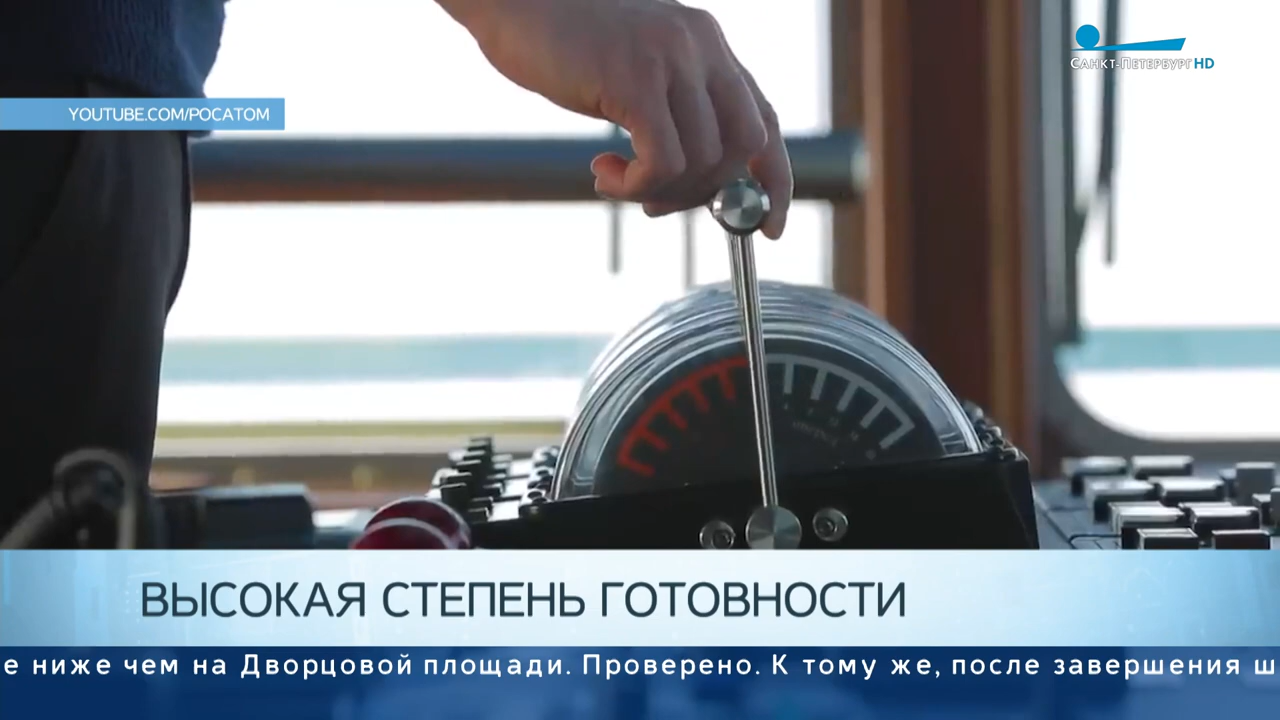 Санкт-Петербург HD
YOUTUBE.COM/РОСАТОМ
ВЫСОКАЯ СТЕПЕНЬ ГОТОВНОСТИ
е ниже чем на Дворцовой площади. Проверено. К тому же, после завершения ш